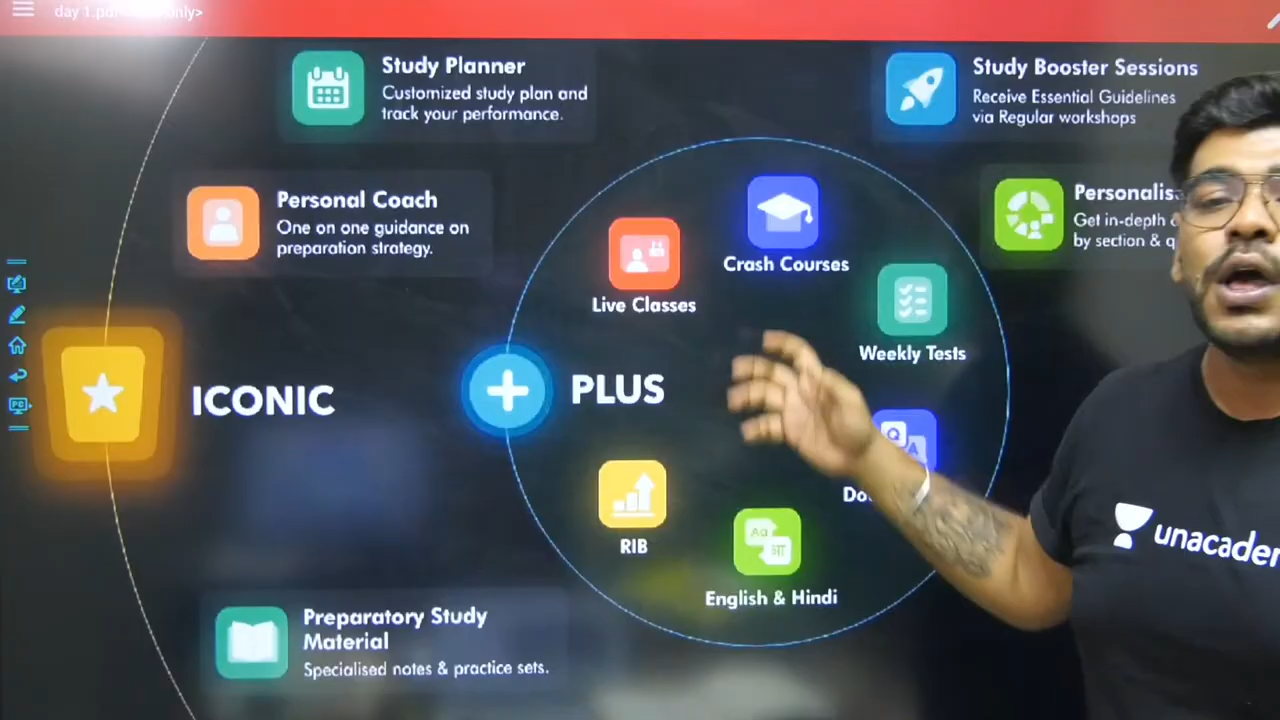 day 1.pd
only>
Study Planner
Customized study plan and
track your performance.
Study Booster Sessions
Receive Essential Guidelines
via Regular workshops
Personal Coach
One on one guidance on
preparation strategy.
Get in-depth
by section &
Crash Courses
Live Classes
Weekly Tests
ICONIC
PLUS
Q
A
RIB
Aa
अ
English & Hindi
Preparatory Study
Material
Specialised notes & practice sets.
unacade